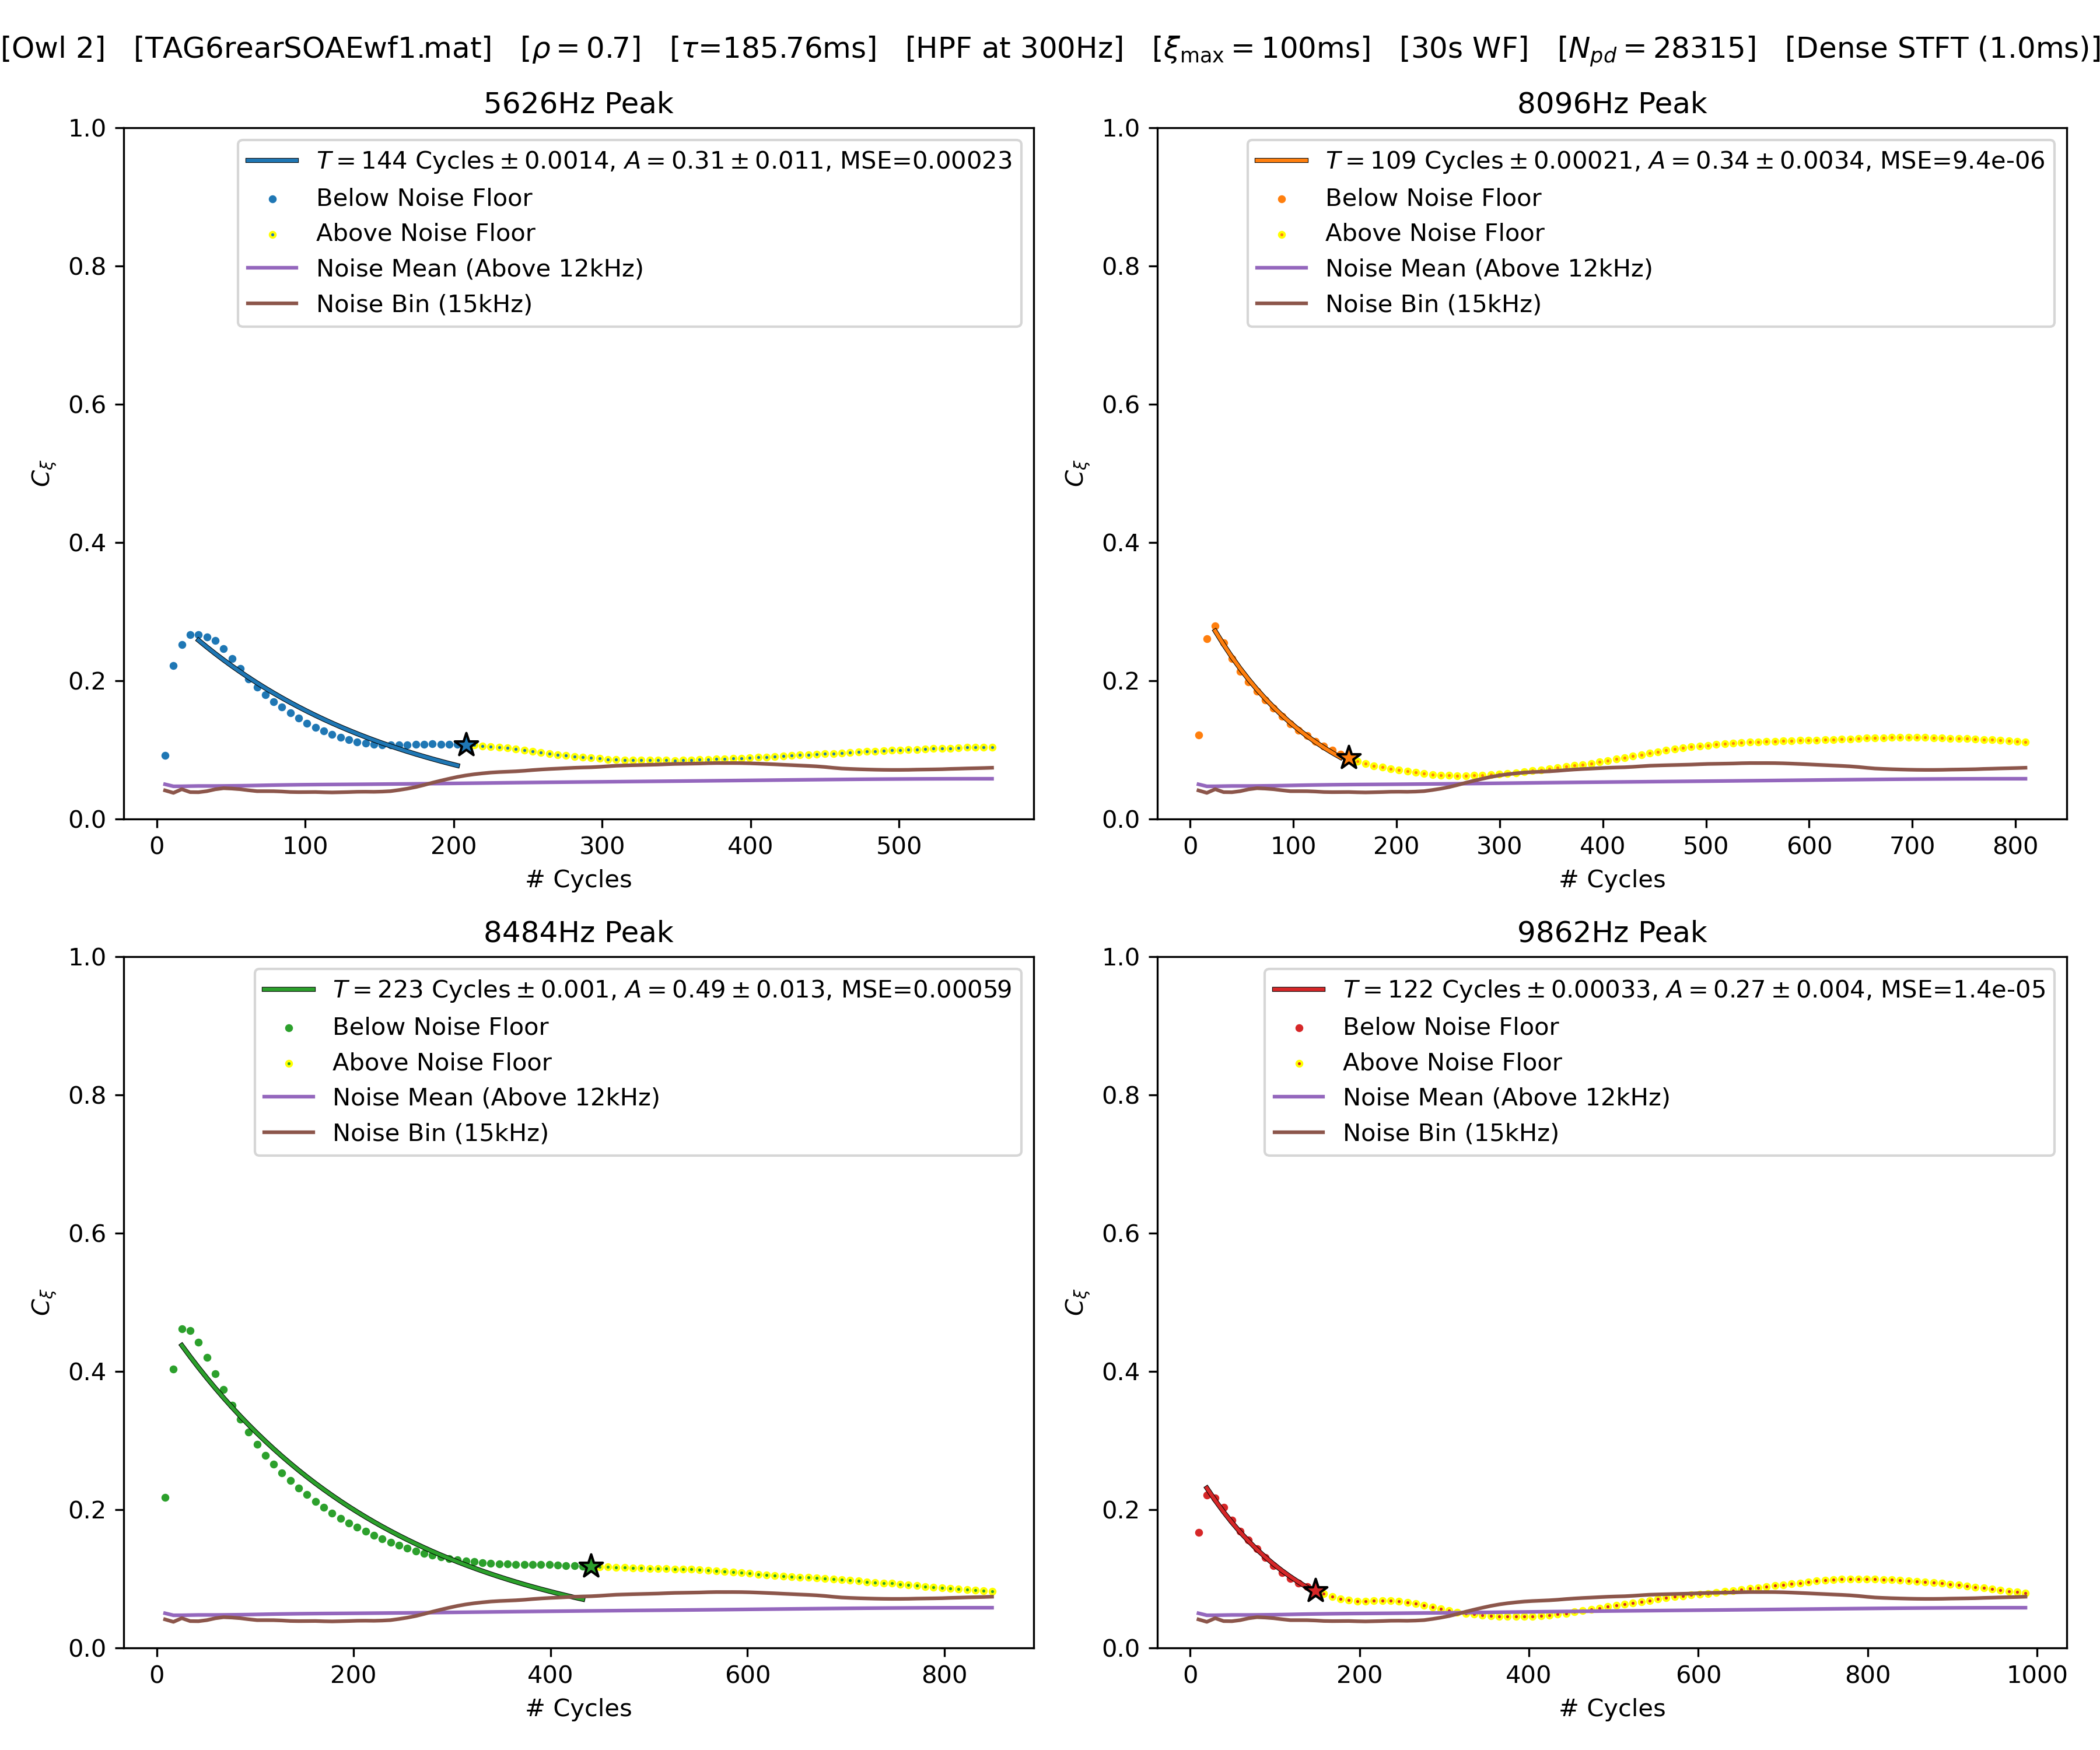 [Owl 2] [TAG6rearSOAEwf1.mat] [ρ = 0.7] [τ=185.76ms] [HPF at 300Hz] [ξmax = 100ms] [30s WF] [Npd = 28315] [Dense STFT (1.0ms)]
5626Hz Peak
T = 144 Cycles ± 0.0014, A = 0.31 ± 0.011, MSE=0.00023
Below Noise Floor
Above Noise Floor
Noise Mean (Above 12kHz)
Noise Bin (15kHz)
1.0
0.8
0.6
0.4
0.2
0.0
Cξ
0 100 200 300 400 500
# Cycles
8096Hz Peak
T = 109 Cycles ± 0.00021, A = 0.34 ± 0.0034, MSE=9.4e-06
Below Noise Floor
Above Noise Floor
Noise Mean (Above 12kHz)
Noise Bin (15kHz)
1.0
0.8
0.6
0.4
0.2
0.0
Cξ
0 100 200 300 400 500 600 700 800
# Cycles
8484Hz Peak
T = 223 Cycles ± 0.001, A = 0.49 ± 0.013, MSE=0.00059
Below Noise Floor
Above Noise Floor
Noise Mean (Above 12kHz)
Noise Bin (15kHz)
1.0
0.8
0.6
0.4
0.2
0.0
Cξ
0 200 400 600 800
# Cycles
9862Hz Peak
T = 122 Cycles ± 0.00033, A = 0.27 ± 0.004, MSE=1.4e-05
Below Noise Floor
Above Noise Floor
Noise Mean (Above 12kHz)
Noise Bin (15kHz)
1.0
0.8
0.6
0.4
0.2
0.0
Cξ
0 200 400 600 800 1000
# Cycles